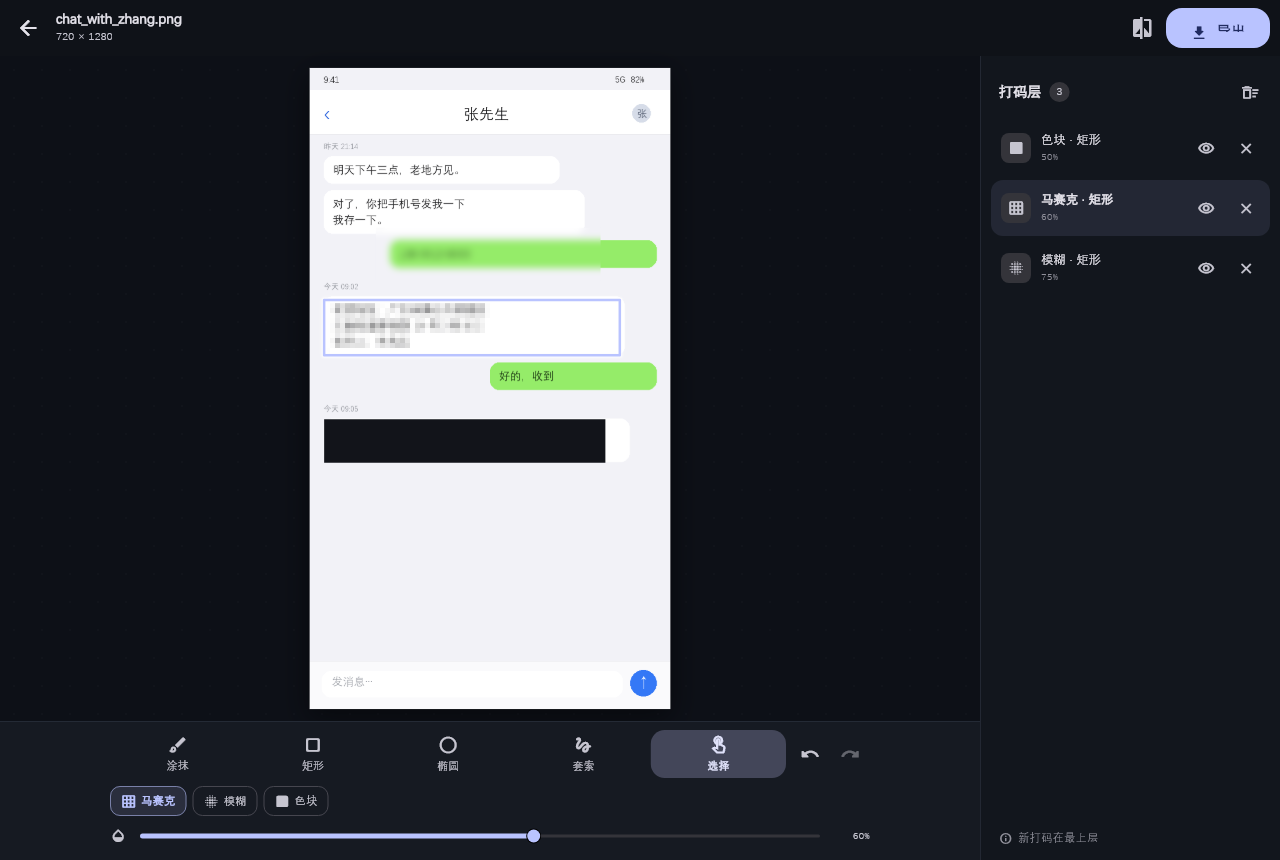 chat_with_zhang.png
720 × 1280
打码层 3
9:41
5G 82%
张先生
张
昨天 21:14
明天下午三点，老地方见。
对了，你把手机号发我一下
我存一下。
今天 09:02
好的，收到
今天 09:05
发消息…
色块 · 矩形
50%
马赛克 · 矩形
60%
模糊 · 矩形
75%
涂抹
矩形
椭圆
套索
选择
马赛克
模糊
色块
60%
新打码在最上层